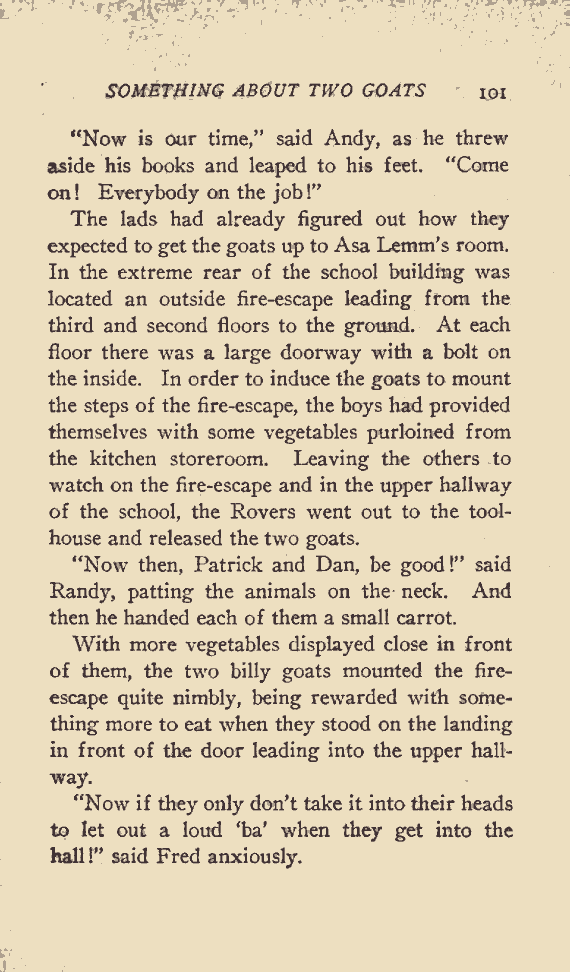 SOMETHING ABOUT TWO GOATS 101
“Now is our time,” said Andy, as he threw
aside his books and leaped to his feet. “Come
on! Everybody on the job!”
The lads had already figured out how they
expected to get the goats up to Asa Lemm’s room.
In the extreme rear of the school building was
located an outside fire-escape leading from the
third and second floors to the ground. At each
floor there was a large doorway with a bolt on
the inside. In order to induce the goats to mount
the steps of the fire-escape, the boys had provided
themselves with some vegetables purloined from
the kitchen storeroom. Leaving the others to
watch on the fire-escape and in the upper hallway
of the school, the Rovers went out to the tool-
house and released the two goats.
“Now then, Patrick and Dan, be good!” said
Randy, patting the animals on the neck. And
then he handed each of them a small carrot.
With more vegetables displayed close in front
of them, the two billy goats mounted the fire-
escape quite nimbly, being rewarded with some-
thing more to eat when they stood on the landing
in front of the door leading into the upper hall-
way.
“Now if they only don’t take it into their heads
to let out a loud ‘ba’ when they get into the
hall!” said Fred anxiously.